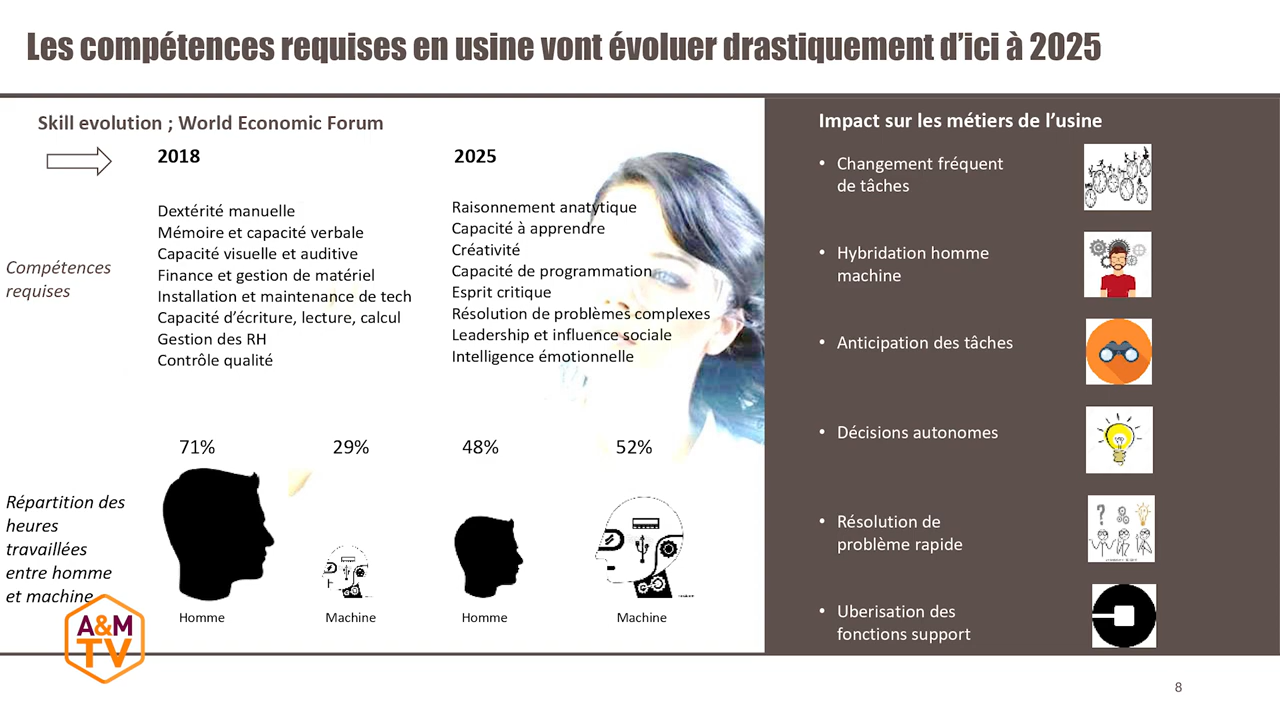 Les compétences requises en usine vont évoluer drastiquement d’ici à 2025
Skill evolution ; World Economic Forum
2018
2025
Compétences
requises
Dextérité manuelle
Mémoire et capacité verbale
Capacité visuelle et auditive
Finance et gestion de matériel
Installation et maintenance de tech
Capacité d’écriture, lecture, calcul
Gestion des RH
Contrôle qualité
Raisonnement anatytique
Capacité à apprendre
Créativité
Capacité de programmation
Esprit critique
Résolution de problèmes complexes
Leadership et influence sociale
Intelligence émotionnelle
71%
29%
48%
52%
Répartition des
heures
travaillées
entre homme
et machine
Homme
Machine
Homme
Machine
Impact sur les métiers de l’usine
• Changement fréquent
de tâches
• Hybridation homme
machine
• Anticipation des tâches
• Décisions autonomes
• Résolution de
problème rapide
• Uberisation des
fonctions support
A&M
TV
8